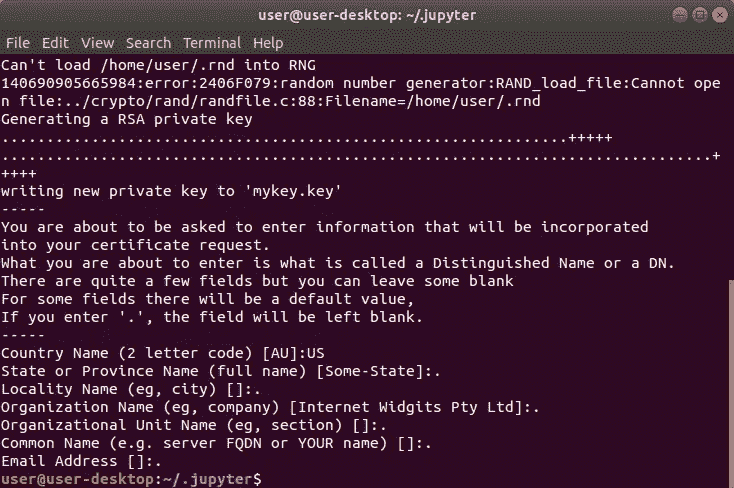 user@user-desktop: ~/.jupyter
File Edit View Search Terminal Help
Can't load /home/user/.rnd into RNG
140690905665984:error:2406F079:random number generator:RAND_load_file:Cannot ope
n file:../crypto/rand/randfile.c:88:Filename=/home/user/.rnd
Generating a RSA private key
...............................................................+++++
...............................................................................+
++++
writing new private key to 'mykey.key'
-----
You are about to be asked to enter information that will be incorporated
into your certificate request.
What you are about to enter is what is called a Distinguished Name or a DN.
There are quite a few fields but you can leave some blank
For some fields there will be a default value,
If you enter '.', the field will be left blank.
-----
Country Name (2 letter code) [AU]:US
State or Province Name (full name) [Some-State]:.
Locality Name (eg, city) []:.
Organization Name (eg, company) [Internet Widgits Pty Ltd]:.
Organizational Unit Name (eg, section) []:.
Common Name (e.g. server FQDN or YOUR name) []:.
Email Address []:.
user@user-desktop:~/.jupyter$